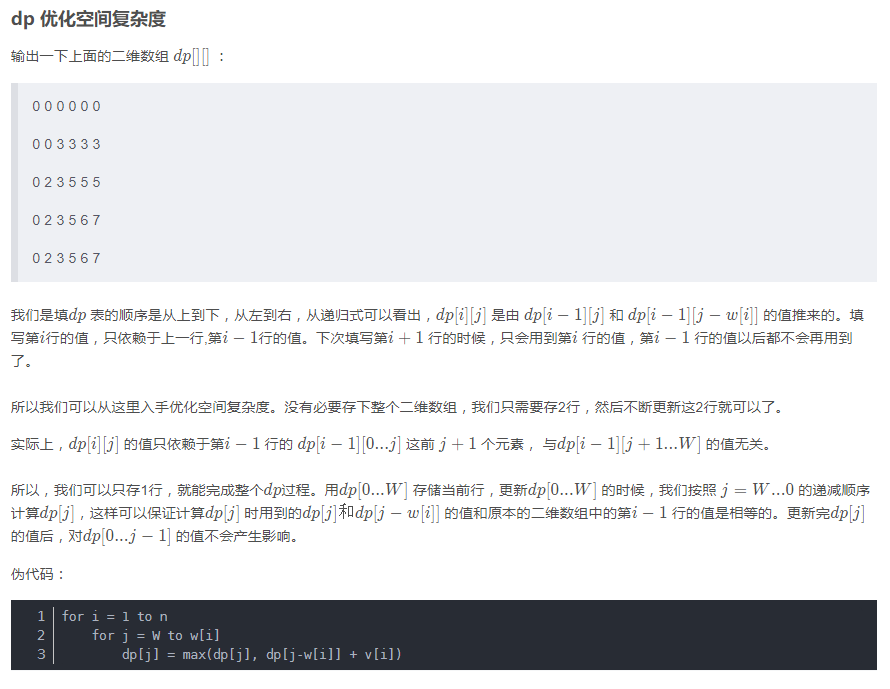 dp 优化空间复杂度
输出一下上面的二维数组 dp[][] ：
0 0 0 0 0 0
0 0 3 3 3 3
0 2 3 5 5 5
0 2 3 5 6 7
0 2 3 5 6 7
我们是填dp 表的顺序是从上到下，从左到右，从递归式可以看出，dp[i][j] 是由 dp[i − 1][j] 和 dp[i − 1][j − w[i]] 的值推来的。填
写第i行的值，只依赖于上一行,第i − 1行的值。下次填写第i + 1 行的时候，只会用到第i 行的值，第i − 1 行的值以后都不会再用到
了。
所以我们可以从这里入手优化空间复杂度。没有必要存下整个二维数组，我们只需要存2行，然后不断更新这2行就可以了。
实际上，dp[i][j] 的值只依赖于第i − 1 行的 dp[i − 1][0...j] 这前 j + 1 个元素， 与dp[i − 1][j + 1...W] 的值无关。
所以，我们可以只存1行，就能完成整个dp过程。用dp[0...W] 存储当前行，更新dp[0...W] 的时候，我们按照 j = W...0 的递减顺序
计算dp[j]，这样可以保证计算dp[j] 时用到的dp[j]和dp[j − w[i]] 的值和原本的二维数组中的第i − 1 行的值是相等的。更新完dp[j]
的值后，对dp[0...j − 1] 的值不会产生影响。
伪代码：
1 for i = 1 to n
2     for j = W to w[i]
3         dp[j] = max(dp[j], dp[j-w[i]] + v[i])